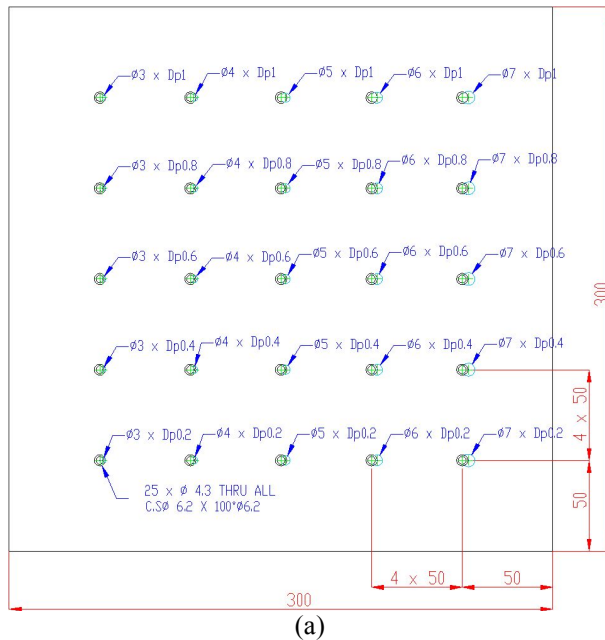 ø3 x Dp1 ø4 x Dp1 ø5 x Dp1 ø6 x Dp1 ø7 x Dp1
ø3 x Dp0.8 ø4 x Dp0.8 ø5 x Dp0.8 ø6 x Dp0.8 ø7 x Dp0.8
ø3 x Dp0.6 ø4 x Dp0.6 ø5 x Dp0.6 ø6 x Dp0.6 ø7 x Dp0.6
300
ø3 x Dp0.4 ø4 x Dp0.4 ø5 x Dp0.4 ø6 x Dp0.4 ø7 x Dp0.4
4 x 50
ø3 x Dp0.2 ø4 x Dp0.2 ø5 x Dp0.2 ø6 x Dp0.2 ø7 x Dp0.2
25 x ø 4.3 THRU ALL
C.Sø 6.2 X 100°ø6.2
50
4 x 50 50
300
(a)